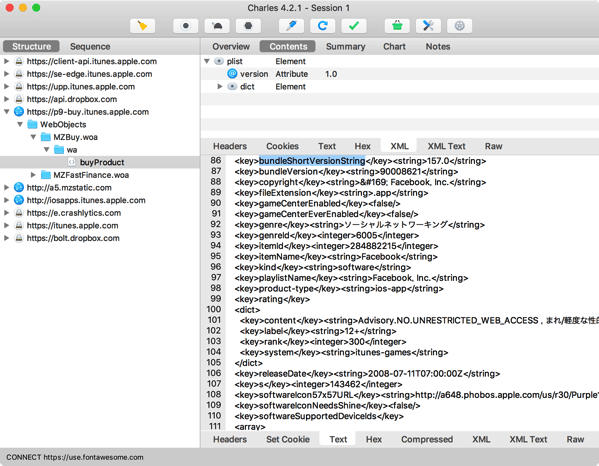 Charles 4.2.1 - Session 1
Structure Sequence
https://client-api.itunes.apple.com
https://se-edge.itunes.apple.com
https://upp.itunes.apple.com
https://api.dropbox.com
https://p9-buy.itunes.apple.com
WebObjects
MZBuy.woa
wa
buyProduct
MZFastFinance.woa
http://a5.mzstatic.com
http://iosapps.itunes.apple.com
https://e.crashlytics.com
https://itunes.apple.com
https://bolt.dropbox.com
Overview Contents Summary Chart Notes
plist Element
version Attribute 1.0
dict Element
Headers Cookies Text Hex XML XML Text Raw
86 <key>bundleShortVersionString</key><string>157.0</string>
87 <key>bundleVersion</key><string>90008621</string>
88 <key>copyright</key><string>&#169; Facebook, Inc.</string>
89 <key>fileExtension</key><string>.app</string>
90 <key>gameCenterEnabled</key><false/>
91 <key>gameCenterEverEnabled</key><false/>
92 <key>genre</key><string>ソーシャルネットワーキング</string>
93 <key>genreId</key><integer>6005</integer>
94 <key>itemId</key><integer>284882215</integer>
95 <key>itemName</key><string>Facebook</string>
96 <key>kind</key><string>software</string>
97 <key>playlistName</key><string>Facebook, Inc.</string>
98 <key>product-type</key><string>ios-app</string>
99 <key>rating</key>
100 <dict>
101 <key>content</key><string>Advisory.NO.UNRESTRICTED_WEB_ACCESS , まれ/軽度な性的
102 <key>label</key><string>12+</string>
103 <key>rank</key><integer>300</integer>
104 <key>system</key><string>itunes-games</string>
105 </dict>
106 <key>releaseDate</key><string>2008-07-11T07:00:00Z</string>
107 <key>s</key><integer>143462</integer>
108 <key>softwareIcon57x57URL</key><string>http://a648.phobos.apple.com/us/r30/Purple1
109 <key>softwareIconNeedsShine</key><false/>
110 <key>softwareSupportedDeviceIds</key>
111 <array>
Headers Set Cookie Text Hex Compressed XML XML Text Raw
CONNECT https://use.fontawesome.com